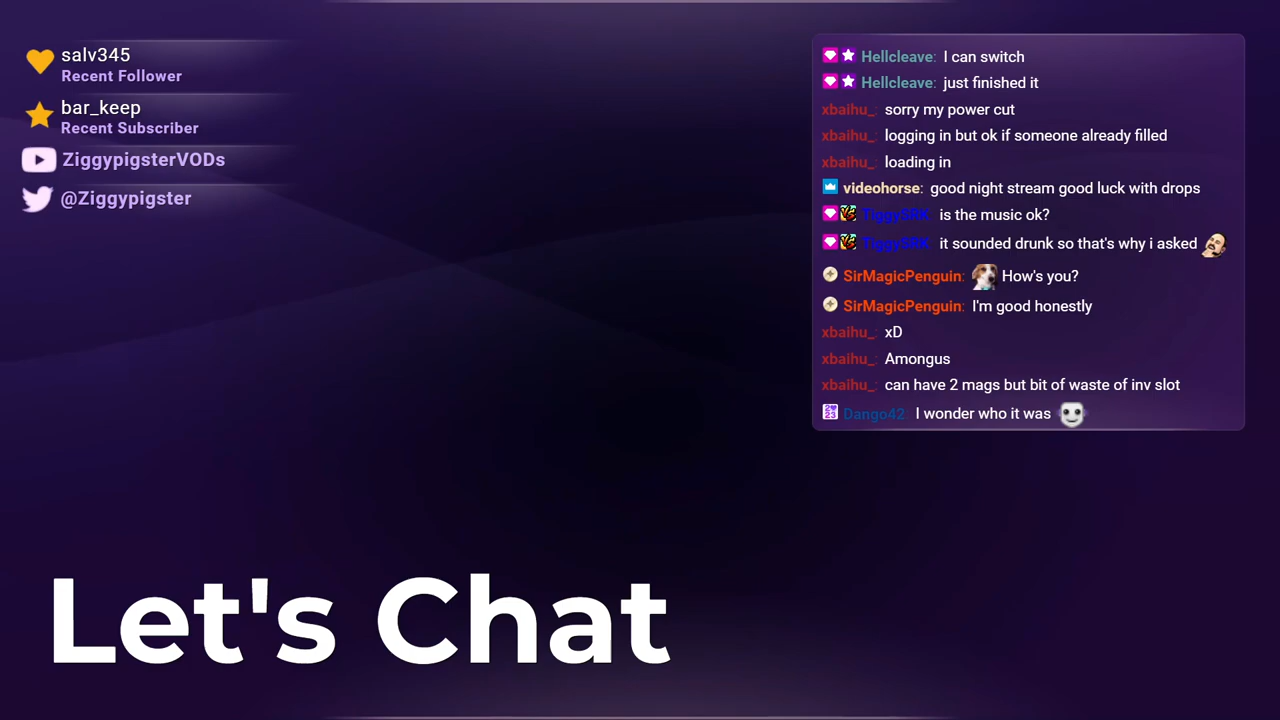 salv345
Recent Follower
bar_keep
Recent Subscriber
ZiggypigsterVODs
@Ziggypigster
Hellcleave: I can switch
Hellcleave: just finished it
xbaihu_: sorry my power cut
xbaihu_: logging in but ok if someone already filled
xbaihu_: loading in
videohorse: good night stream good luck with drops
TiggySRK: is the music ok?
TiggySRK: it sounded drunk so that's why i asked
SirMagicPenguin: How's you?
SirMagicPenguin: I'm good honestly
xbaihu_: xD
xbaihu_: Amongus
xbaihu_: can have 2 mags but bit of waste of inv slot
Dango42: I wonder who it was
Let's Chat